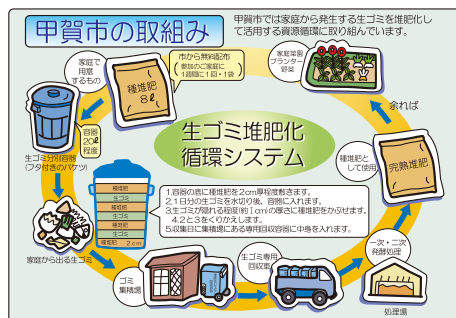 甲賀市の取組み
甲賀市では家庭から発生する生ゴミを堆肥化し
て活用する資源循環に取り組んでいます。
家庭で
用意
するもの
種堆肥
8ℓ
市から無料配布
参加のご家庭に
1週間に1回・1袋
家庭菜園
プランター
野菜
余れば
容器
20ℓ
程度
生ゴミ分別容器
(フタ付きのバケツ)
生ゴミ堆肥化
循環システム
種堆肥と
して使用
完熟堆肥
種堆肥
生ゴミ
種堆肥
生ゴミ
種堆肥
生ゴミ
種堆肥 2cm
1.容器の底に種堆肥を2cm厚程度敷きます。
2.1日分の生ゴミを水切り後、容器に入れます。
3.生ゴミが隠れる程度(約1cm)の厚さに種堆肥をかぶせます。
4.2と3をくりかえします。
5.収集日に集積場にある専用回収容器に中身を入れます。
家庭から出る生ゴミ
ゴミ
集積場
生ゴミ専用
回収車
一次・二次
発酵処理
処理場